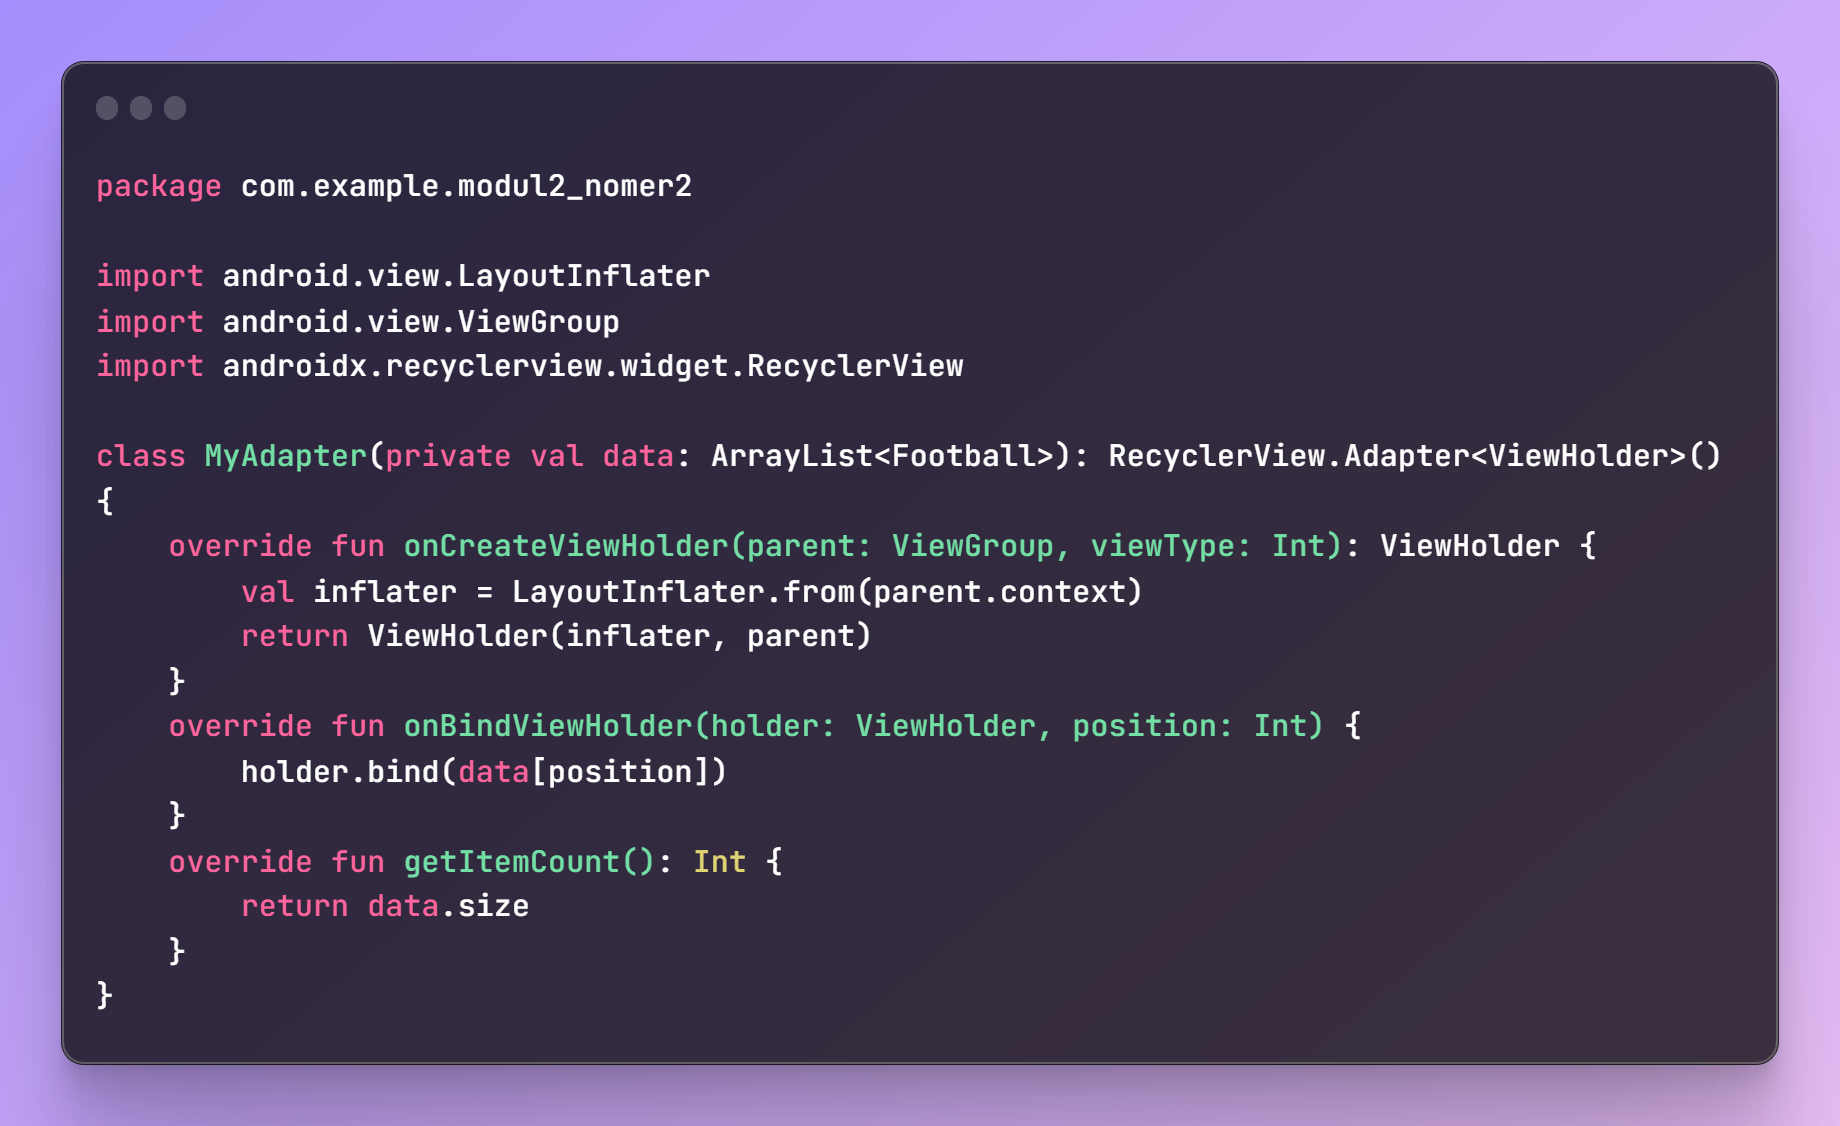 package com.example.modul2_nomer2

import android.view.LayoutInflater
import android.view.ViewGroup
import androidx.recyclerview.widget.RecyclerView

class MyAdapter(private val data: ArrayList<Football>): RecyclerView.Adapter<ViewHolder>()
{
    override fun onCreateViewHolder(parent: ViewGroup, viewType: Int): ViewHolder {
        val inflater = LayoutInflater.from(parent.context)
        return ViewHolder(inflater, parent)
    }
    override fun onBindViewHolder(holder: ViewHolder, position: Int) {
        holder.bind(data[position])
    }
    override fun getItemCount(): Int {
        return data.size
    }
}